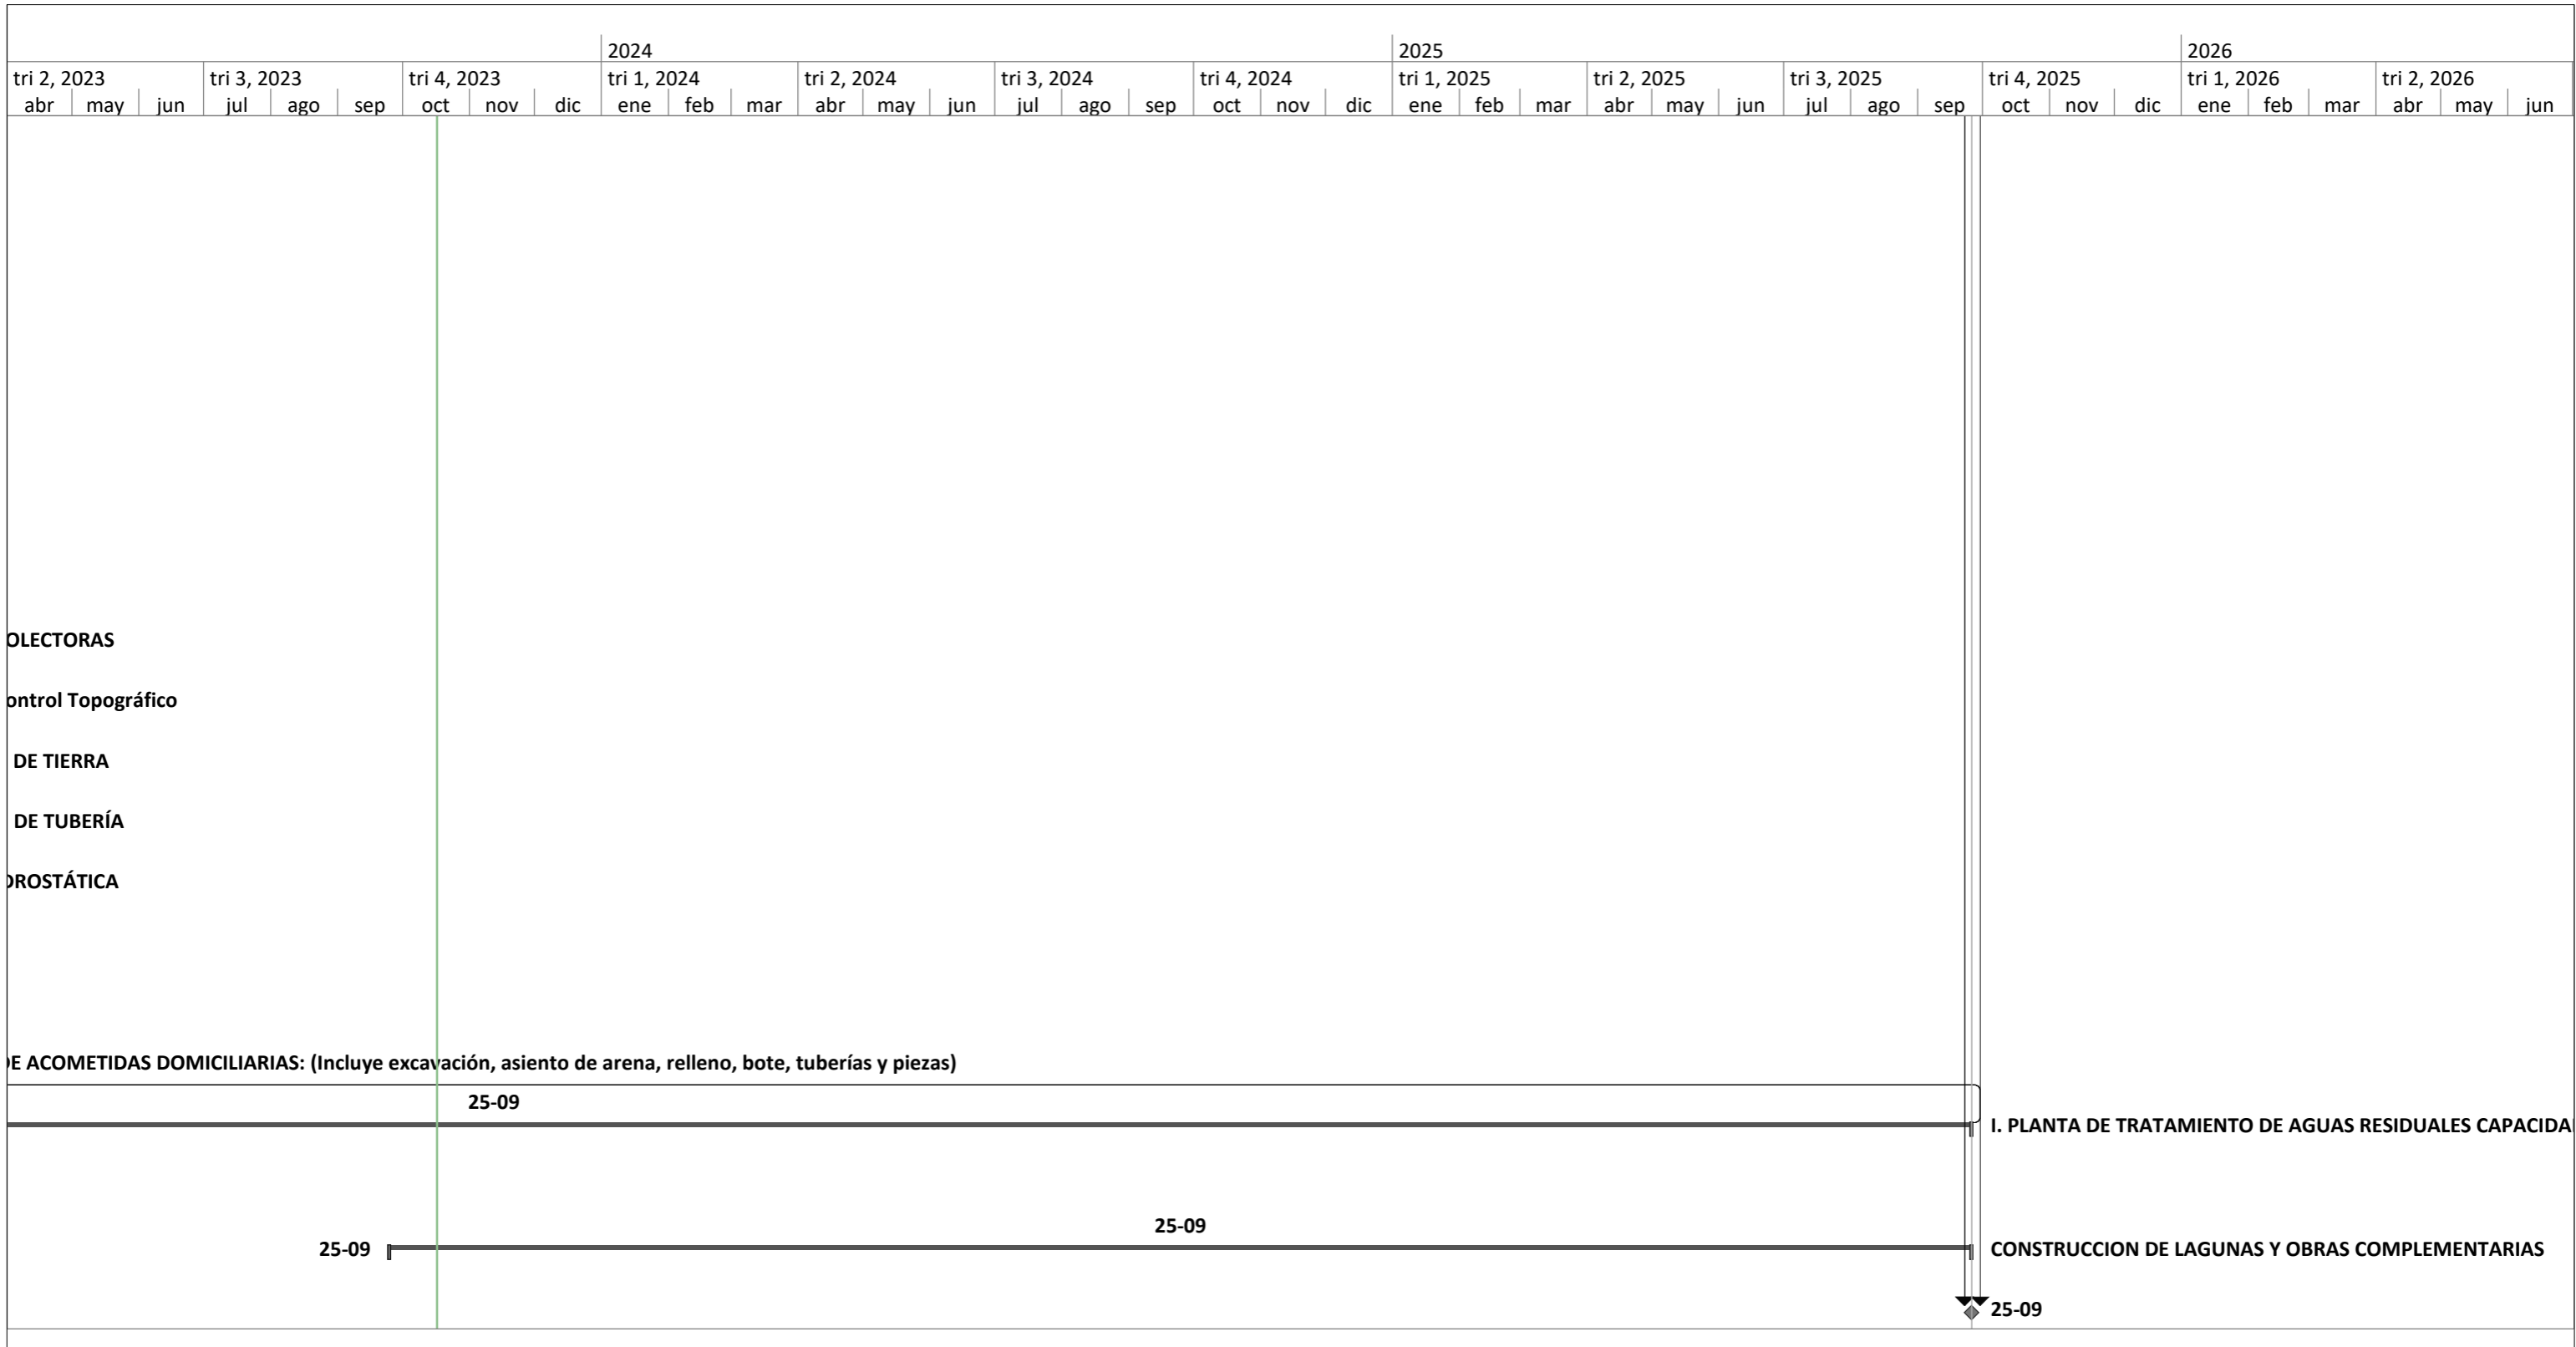 2024 2025 2026
tri 2, 2023 tri 3, 2023 tri 4, 2023 tri 1, 2024 tri 2, 2024 tri 3, 2024 tri 4, 2024 tri 1, 2025 tri 2, 2025 tri 3, 2025 tri 4, 2025 tri 1, 2026 tri 2, 2026
abr may jun jul ago sep oct nov dic ene feb mar abr may jun jul ago sep oct nov dic ene feb mar abr may jun jul ago sep oct nov dic ene feb mar abr may jun
OLECTORAS
ontrol Topográfico
DE TIERRA
DE TUBERÍA
DROSTÁTICA
DE ACOMETIDAS DOMICILIARIAS: (Incluye excavación, asiento de arena, relleno, bote, tuberías y piezas)
25-09
I. PLANTA DE TRATAMIENTO DE AGUAS RESIDUALES CAPACIDA
25-09
25-09 CONSTRUCCION DE LAGUNAS Y OBRAS COMPLEMENTARIAS
25-09